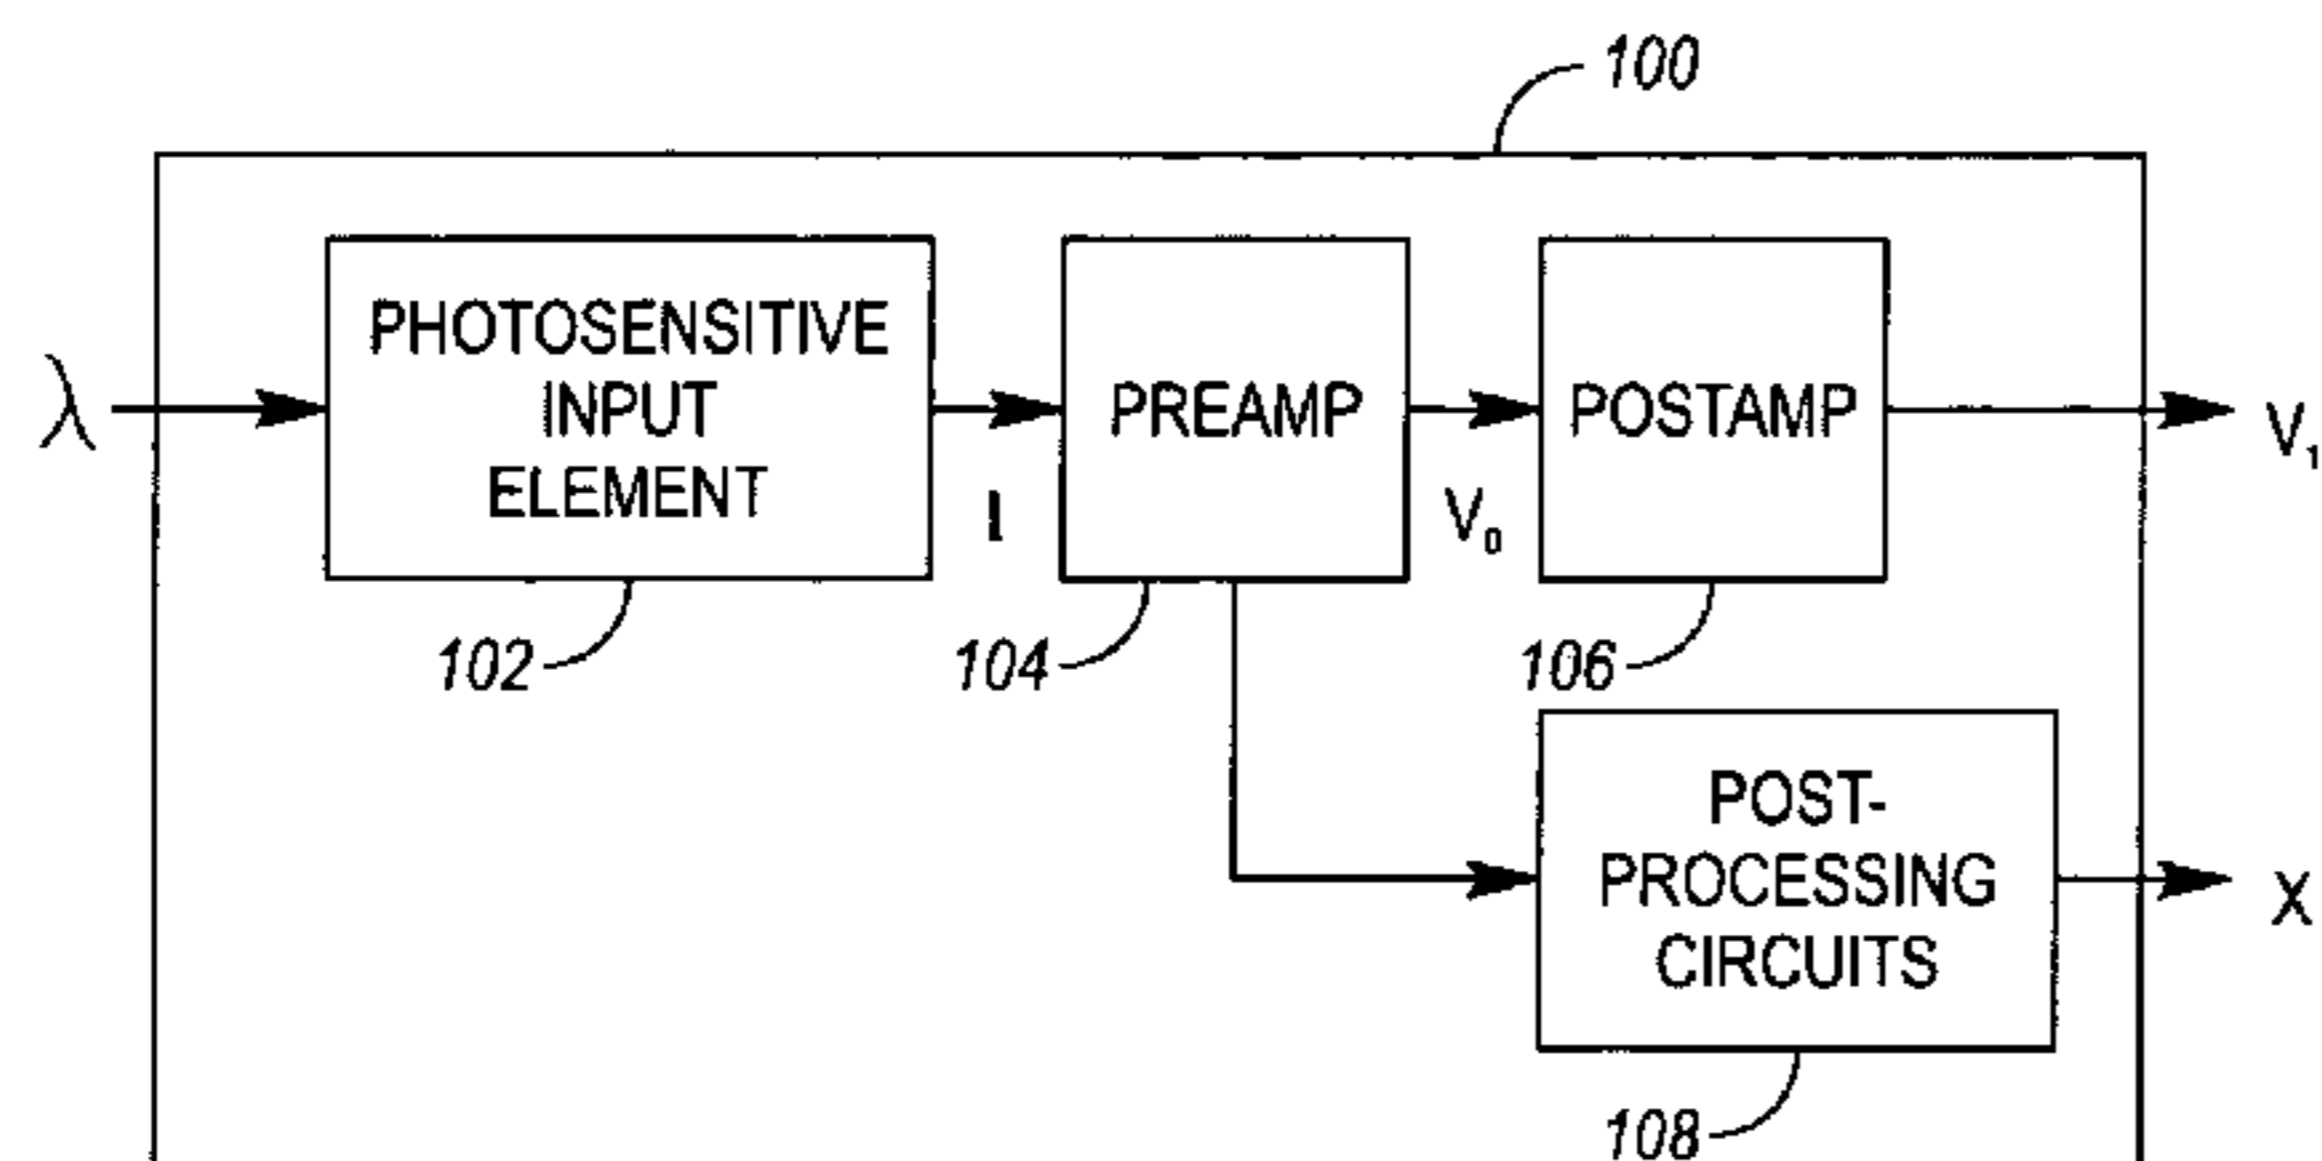 100
PHOTOSENSITIVE
INPUT
ELEMENT
PREAMP
POSTAMP
λ
V₁
I
V₀
102
104
106
POST-
PROCESSING
CIRCUITS
X
108